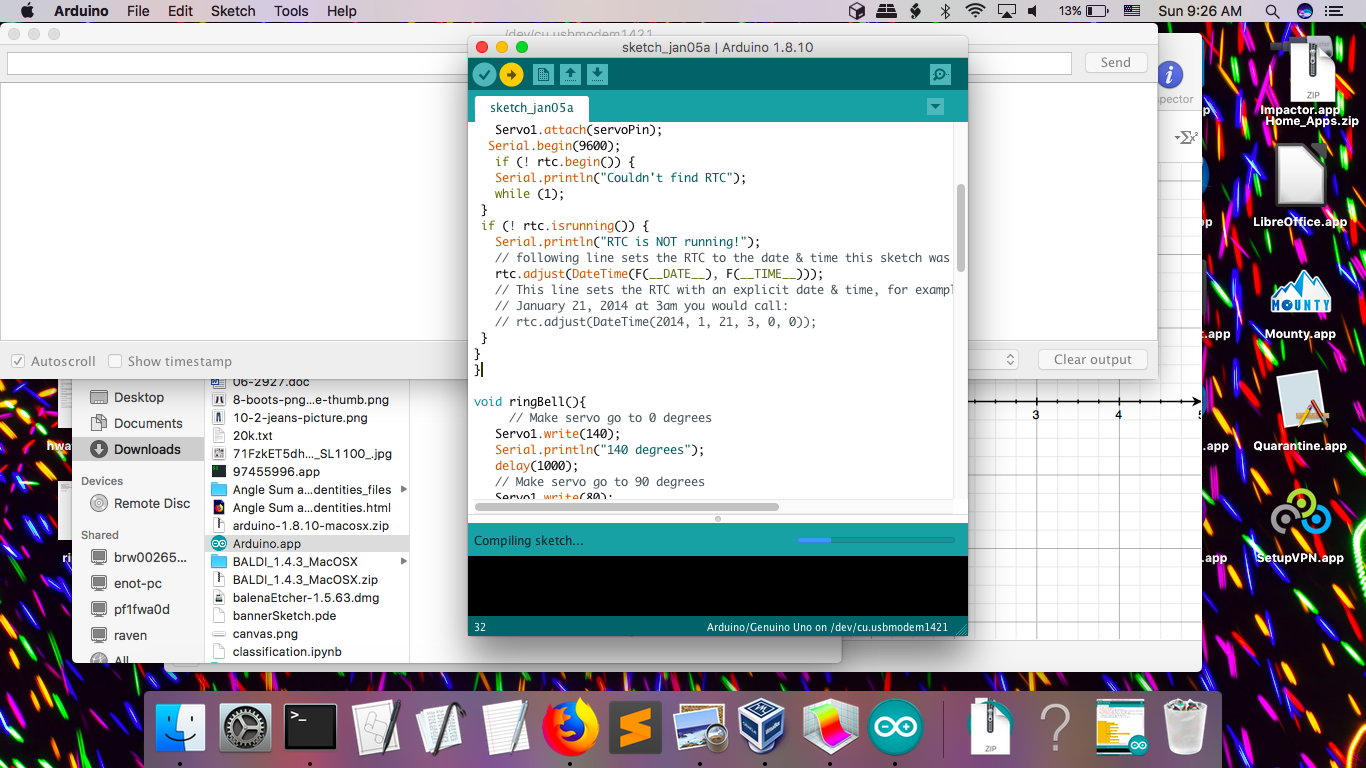 Arduino File Edit Sketch Tools Help 13% Sun 9:26 AM
/dev/cu.usbmodem1421
Send
Autoscroll Show timestamp Clear output
sketch_jan05a | Arduino 1.8.10
sketch_jan05a
Servo1.attach(servoPin);
Serial.begin(9600);
if (! rtc.begin()) {
Serial.println("Couldn't find RTC");
while (1);
}
if (! rtc.isrunning()) {
Serial.println("RTC is NOT running!");
// following line sets the RTC to the date & time this sketch was
rtc.adjust(DateTime(F(__DATE__), F(__TIME__)));
// This line sets the RTC with an explicit date & time, for exampl
// January 21, 2014 at 3am you would call:
// rtc.adjust(DateTime(2014, 1, 21, 3, 0, 0));
}
}
}
void ringBell(){
// Make servo go to 0 degrees
Servo1.write(140);
Serial.println("140 degrees");
delay(1000);
// Make servo go to 90 degrees
Servo1.write(80);
Compiling sketch...
32 Arduino/Genuino Uno on /dev/cu.usbmodem1421
Desktop
Documents
Downloads
Devices
Remote Disc
Shared
brw00265...
enot-pc
pf1fwa0d
raven
All
06-2927.doc
8-boots-png...e-thumb.png
10-2-jeans-picture.png
20k.txt
71FzkET5dh..._SL1100_.jpg
97455996.app
Angle Sum a...dentities_files
Angle Sum a...dentities.html
arduino-1.8.10-macosx.zip
Arduino.app
BALDI_1.4.3_MacOSX
BALDI_1.4.3_MacOSX.zip
balenaEtcher-1.5.63.dmg
bannerSketch.pde
canvas.png
classification.ipynb
spector
3 4 5
ZIP
Impactor.app
Home_Apps.zip
LibreOffice.app
MOUNTY
Mounty.app
Quarantine.app
SetupVPN.app
ZIP